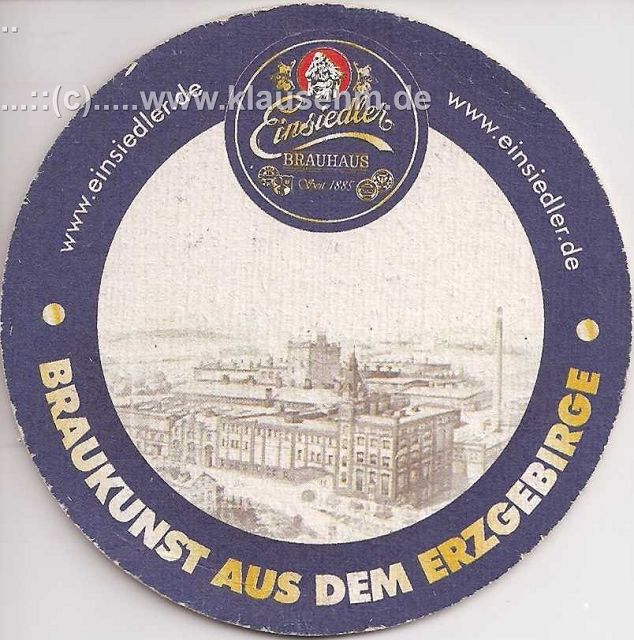 ..
...::(c).....www.klausehm.de
Einsiedler
BRAUHAUS
Seit 1885
www.einsiedler.de
www.einsiedler.de
BRAUKUNST AUS DEM ERZGEBIRGE